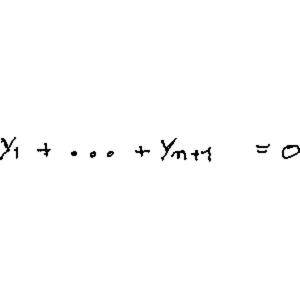 y₁ + ... + yₙ₊₁ = 0